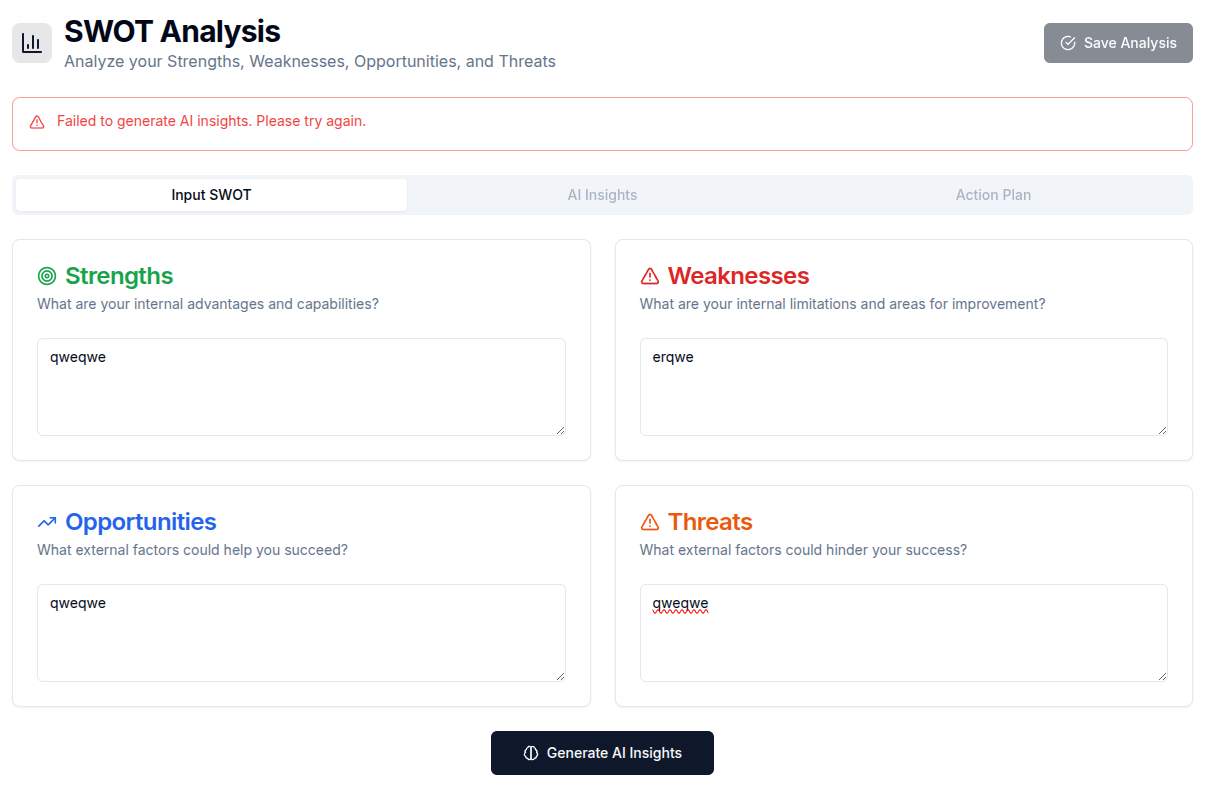 SWOT Analysis
Analyze your Strengths, Weaknesses, Opportunities, and Threats
Save Analysis
Failed to generate AI insights. Please try again.
Input SWOT
AI Insights
Action Plan
Strengths
What are your internal advantages and capabilities?
qweqwe
Weaknesses
What are your internal limitations and areas for improvement?
erqwe
Opportunities
What external factors could help you succeed?
qweqwe
Threats
What external factors could hinder your success?
qweqwe
Generate AI Insights